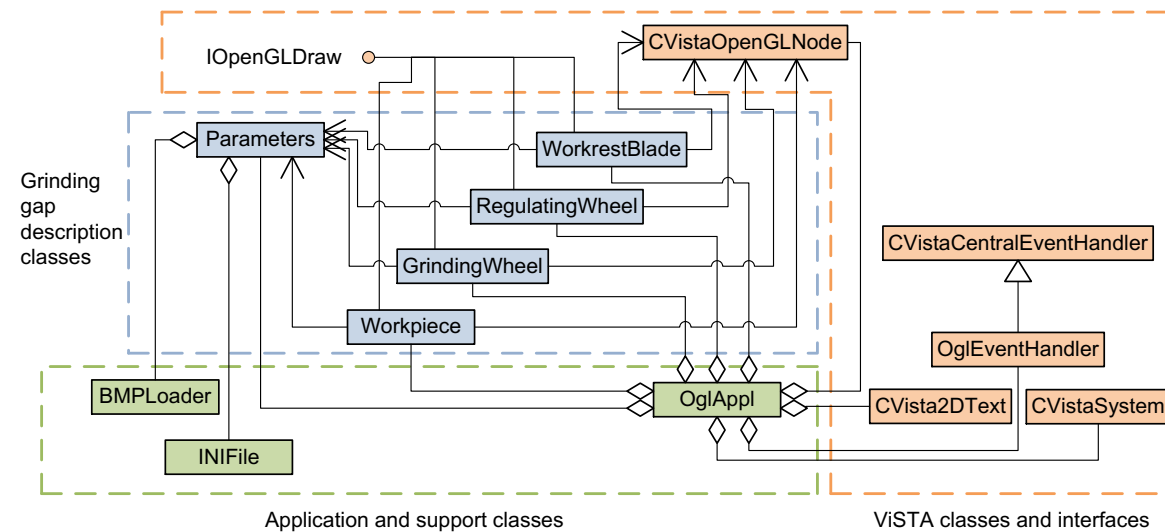 IOpenGLDraw
CVistaOpenGLNode
Parameters
WorkrestBlade
Grinding
gap
description
classes
RegulatingWheel
CVistaCentralEventHandler
GrindingWheel
Workpiece
OglEventHandler
BMPLoader
OglAppl
CVista2DText
CVistaSystem
INIFile
Application and support classes
ViSTA classes and interfaces